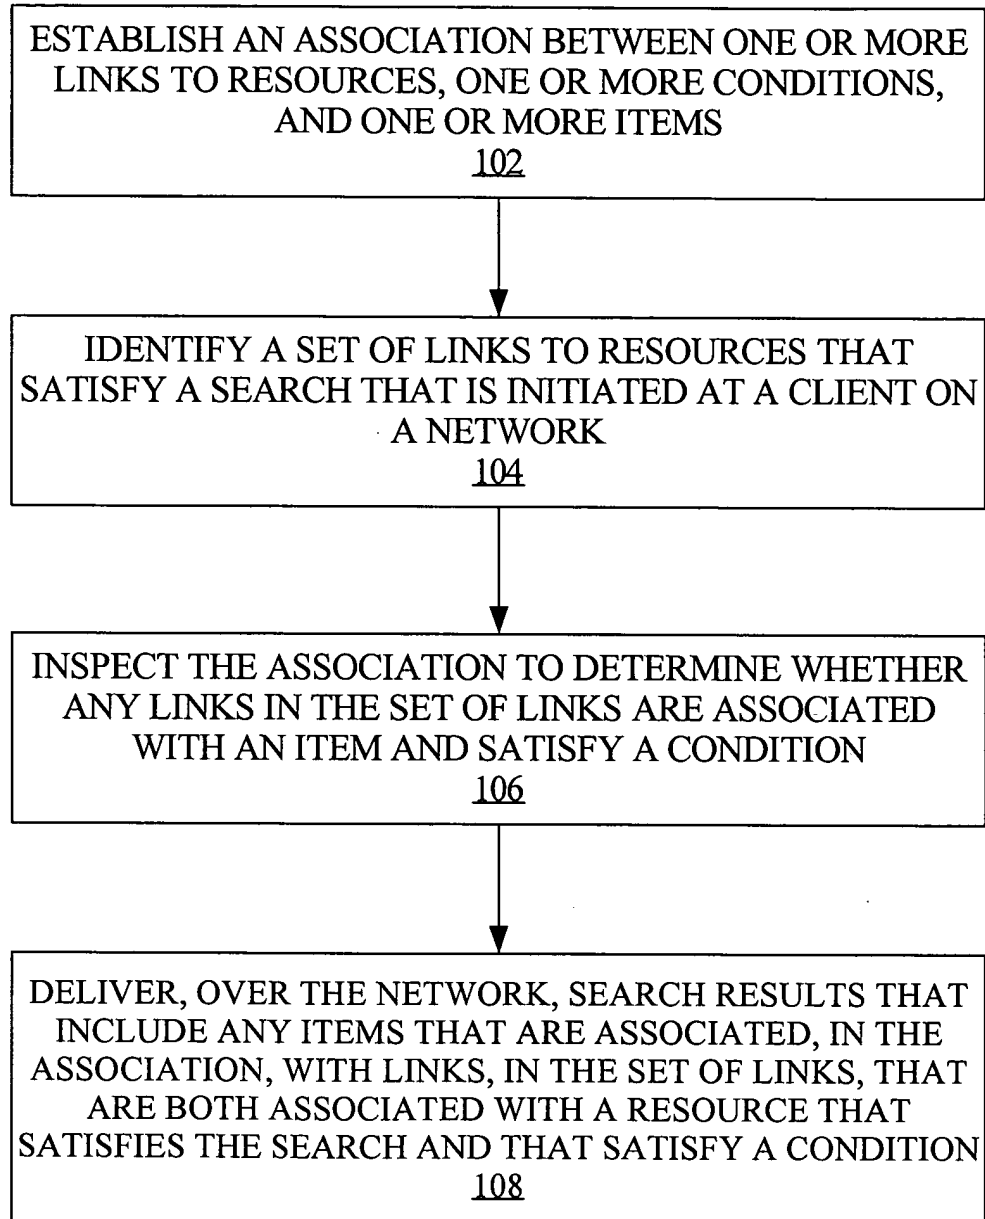 ESTABLISH AN ASSOCIATION BETWEEN ONE OR MORE
LINKS TO RESOURCES, ONE OR MORE CONDITIONS,
AND ONE OR MORE ITEMS
102
IDENTIFY A SET OF LINKS TO RESOURCES THAT
SATISFY A SEARCH THAT IS INITIATED AT A CLIENT ON
A NETWORK
104
INSPECT THE ASSOCIATION TO DETERMINE WHETHER
ANY LINKS IN THE SET OF LINKS ARE ASSOCIATED
WITH AN ITEM AND SATISFY A CONDITION
106
DELIVER, OVER THE NETWORK, SEARCH RESULTS THAT
INCLUDE ANY ITEMS THAT ARE ASSOCIATED, IN THE
ASSOCIATION, WITH LINKS, IN THE SET OF LINKS, THAT
ARE BOTH ASSOCIATED WITH A RESOURCE THAT
SATISFIES THE SEARCH AND THAT SATISFY A CONDITION
108